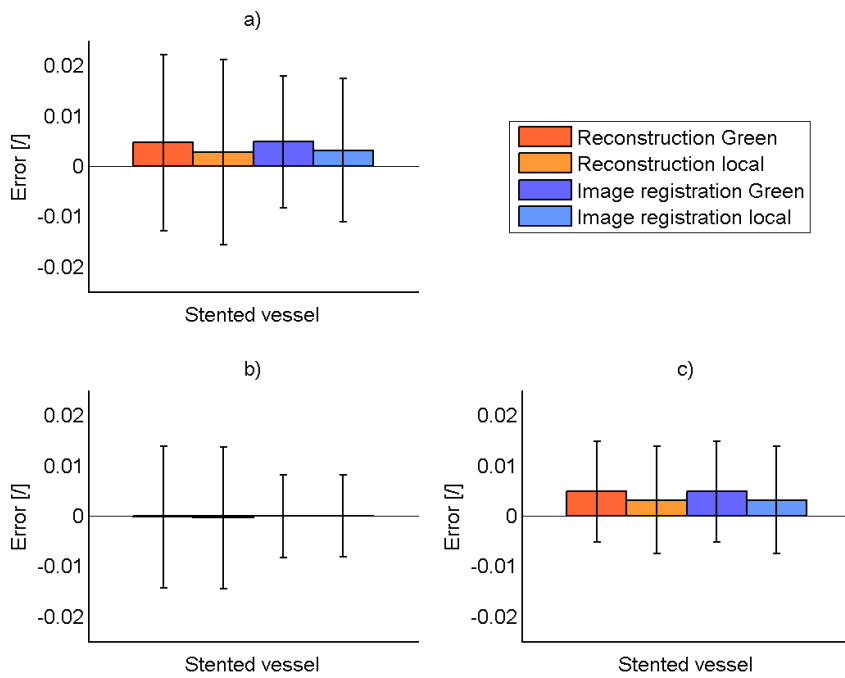 a)
0.02
0.01
0
-0.01
-0.02
Error [/]
Stented vessel
Reconstruction Green
Reconstruction local
Image registration Green
Image registration local
b)
0.02
0.01
0
-0.01
-0.02
Error [/]
Stented vessel
c)
0.02
0.01
0
-0.01
-0.02
Error [/]
Stented vessel